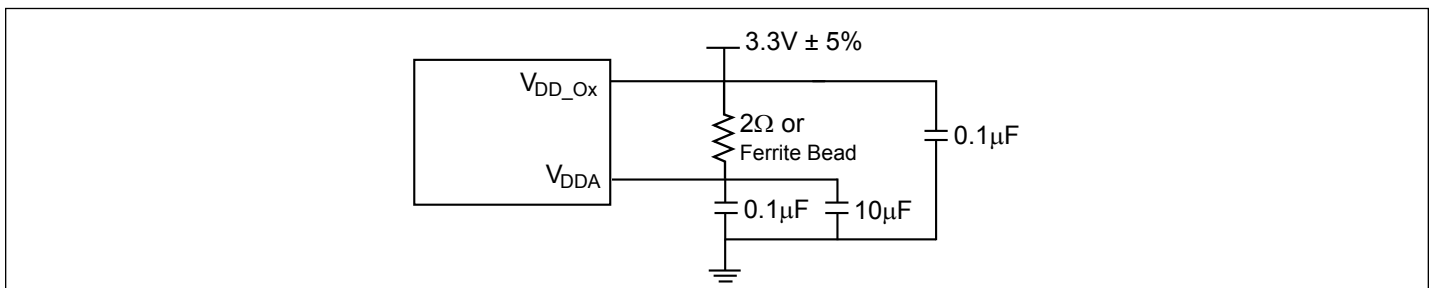 3.3V ± 5%
VDD_Ox
2Ω or
Ferrite Bead
0.1μF
VDDA
0.1μF
10μF